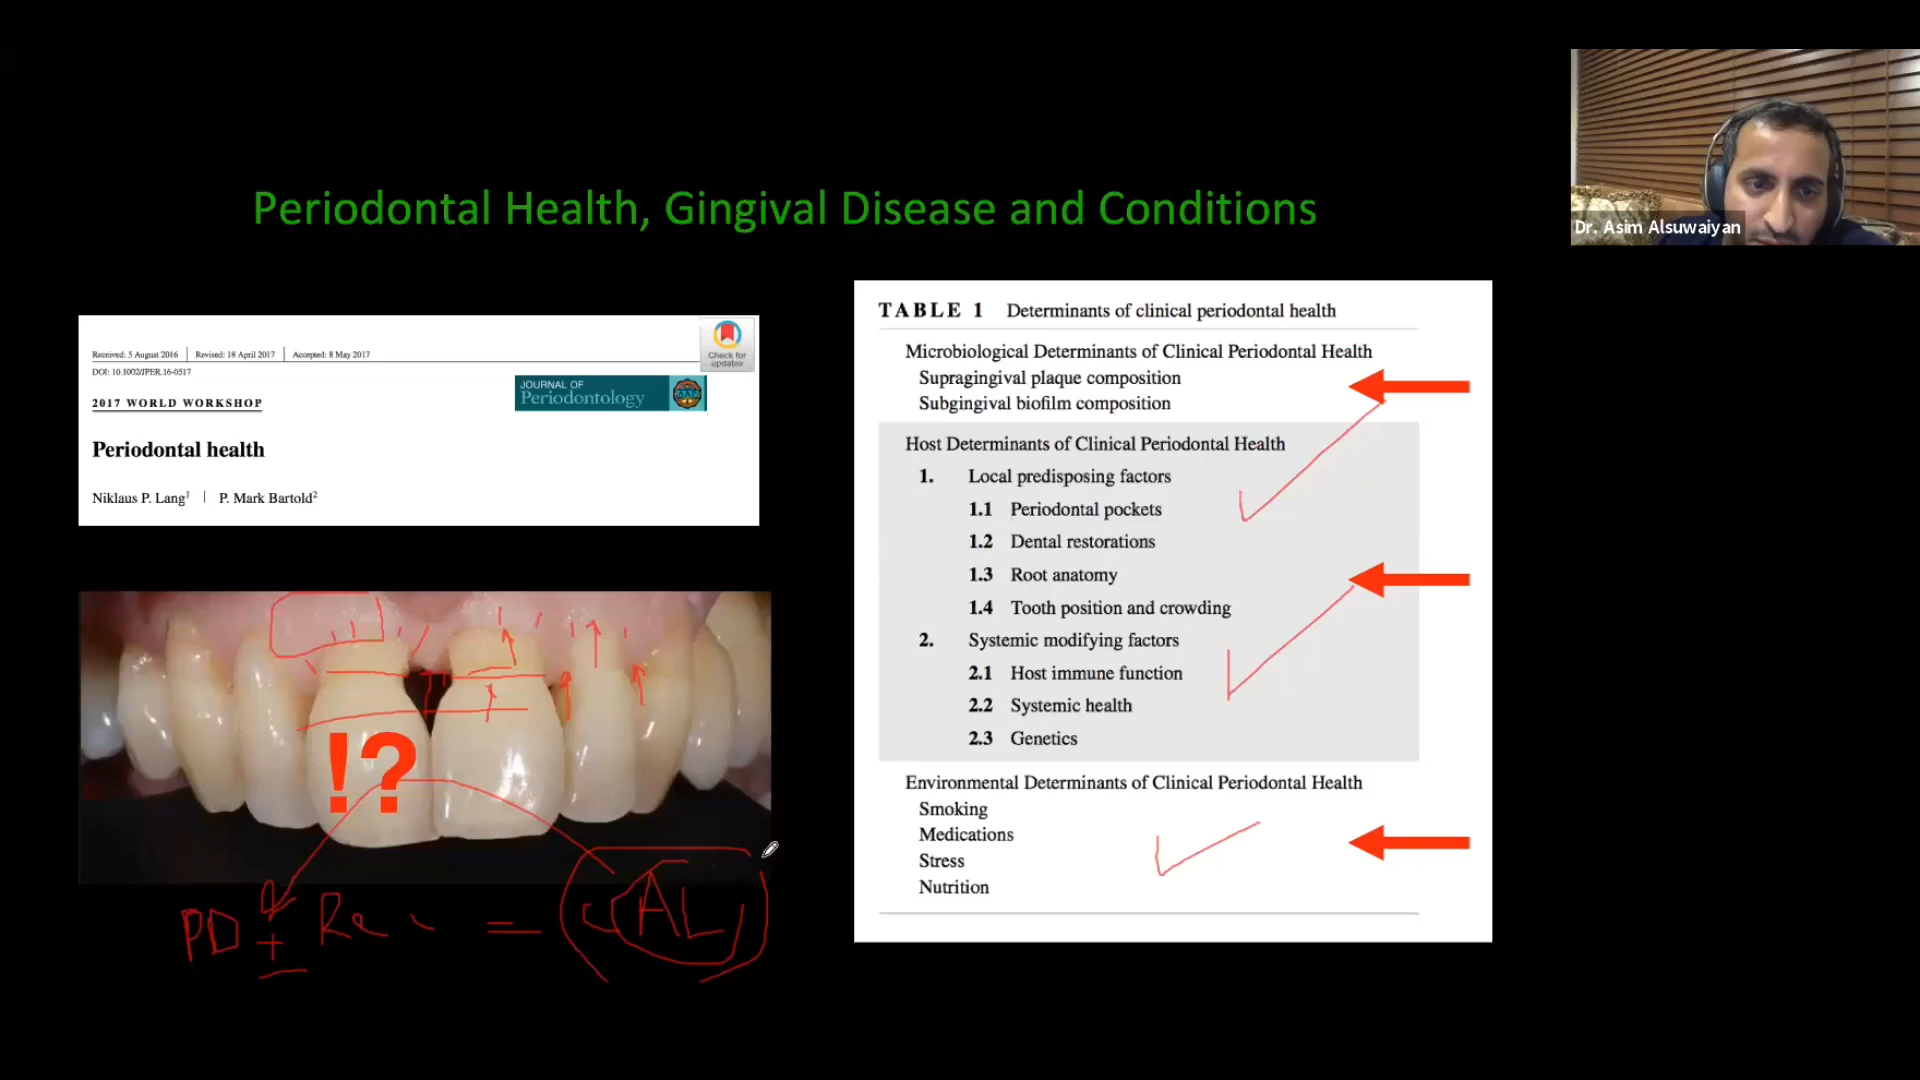 Periodontal Health, Gingival Disease and Conditions
Dr. Asim Alsuwaiyan
Received: 5 August 2016 | Revised: 18 April 2017 | Accepted: 8 May 2017
DOI: 10.1002/JPER.16-0517
Check for
updates
JOURNAL OF
Periodontology
2017 WORLD WORKSHOP
Periodontal health
Niklaus P. Lang¹ | P. Mark Bartold²
!?
PD ± Rec = CAL
TABLE 1 Determinants of clinical periodontal health
Microbiological Determinants of Clinical Periodontal Health
Supragingival plaque composition
Subgingival biofilm composition
Host Determinants of Clinical Periodontal Health
1. Local predisposing factors
1.1 Periodontal pockets
1.2 Dental restorations
1.3 Root anatomy
1.4 Tooth position and crowding
2. Systemic modifying factors
2.1 Host immune function
2.2 Systemic health
2.3 Genetics
Environmental Determinants of Clinical Periodontal Health
Smoking
Medications
Stress
Nutrition